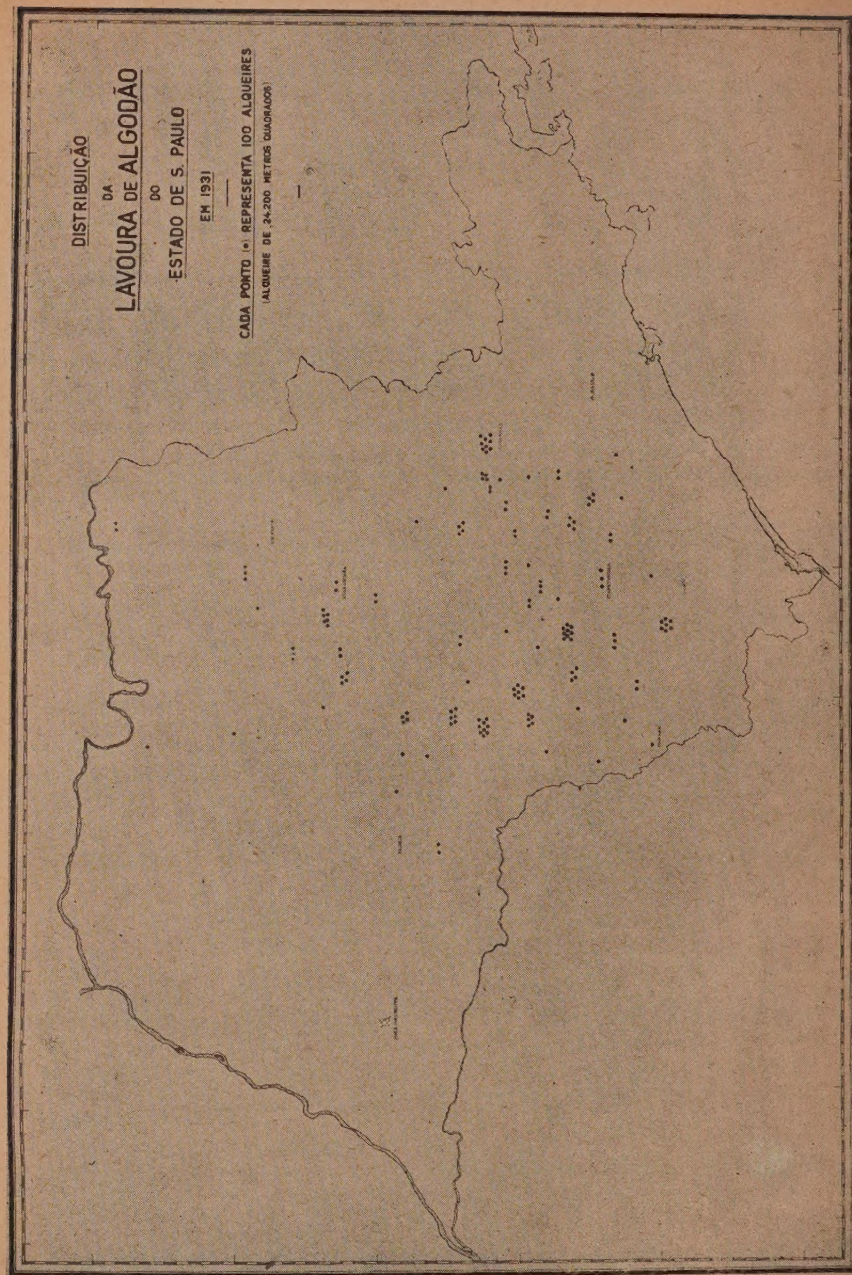 DISTRIBUIÇÃO
DA
LAVOURA DE ALGODÃO
DO
ESTADO DE S. PAULO
EM 1931
CADA PONTO (•) REPRESENTA 100 ALQUEIRES
(ALQUEIRE DE 24.200 METROS QUADRADOS)